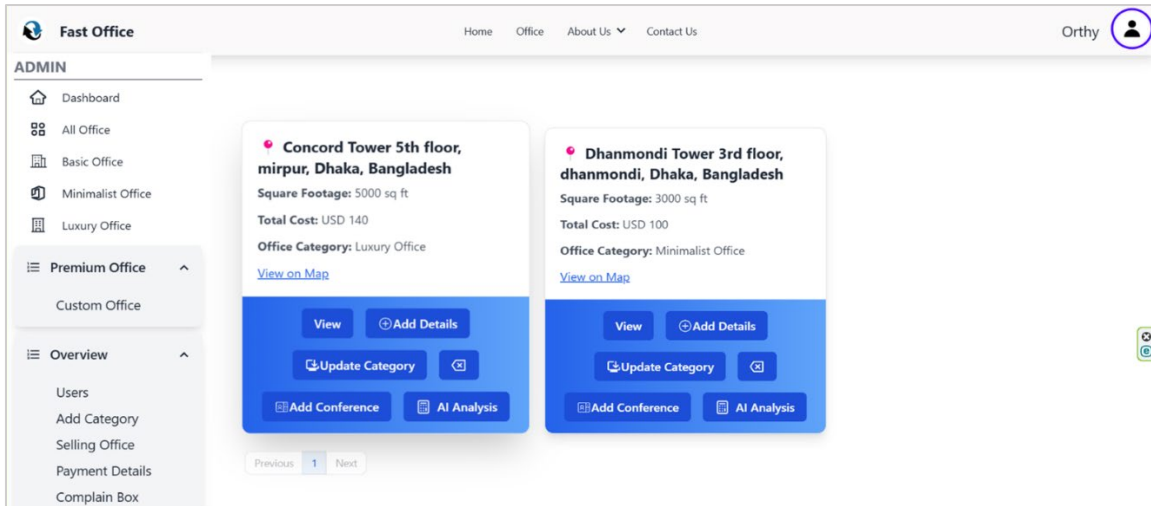 Fast Office
Home Office About Us Contact Us
Orthy
ADMIN
Dashboard
All Office
Basic Office
Minimalist Office
Luxury Office
Premium Office
Custom Office
Overview
Users
Add Category
Selling Office
Payment Details
Complain Box
Concord Tower 5th floor,
mirpur, Dhaka, Bangladesh
Square Footage: 5000 sq ft
Total Cost: USD 140
Office Category: Luxury Office
View on Map
View Add Details
Update Category
Add Conference AI Analysis
Dhanmondi Tower 3rd floor,
dhanmondi, Dhaka, Bangladesh
Square Footage: 3000 sq ft
Total Cost: USD 100
Office Category: Minimalist Office
View on Map
View Add Details
Update Category
Add Conference AI Analysis
Previous 1 Next